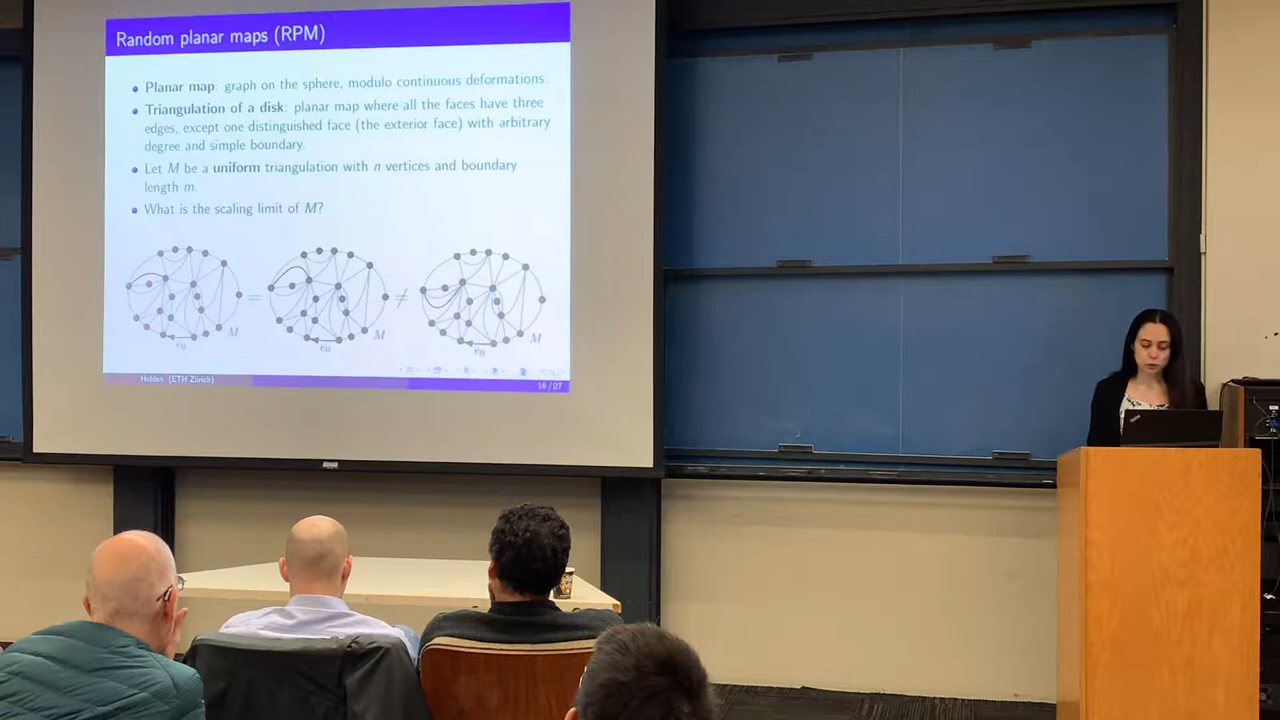 Random planar maps (RPM)
Planar map: graph on the sphere, modulo continuous deformations.
Triangulation of a disk: planar map where all the faces have three
edges, except one distinguished face (the exterior face) with arbitrary
degree and simple boundary.
Let M be a uniform triangulation with n vertices and boundary
length m.
What is the scaling limit of M?
= ≠
M M M
e₀ e₀ e₀
Holden (ETH Zürich)
16 / 27